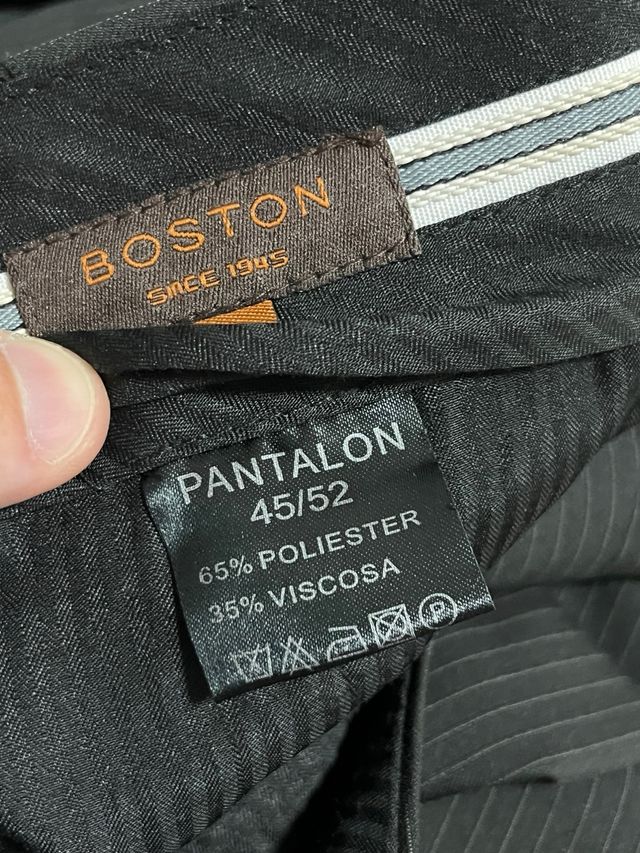 BOSTON
SINCE 1945
PANTALON
45/52
65% POLIESTER
35% VISCOSA
P